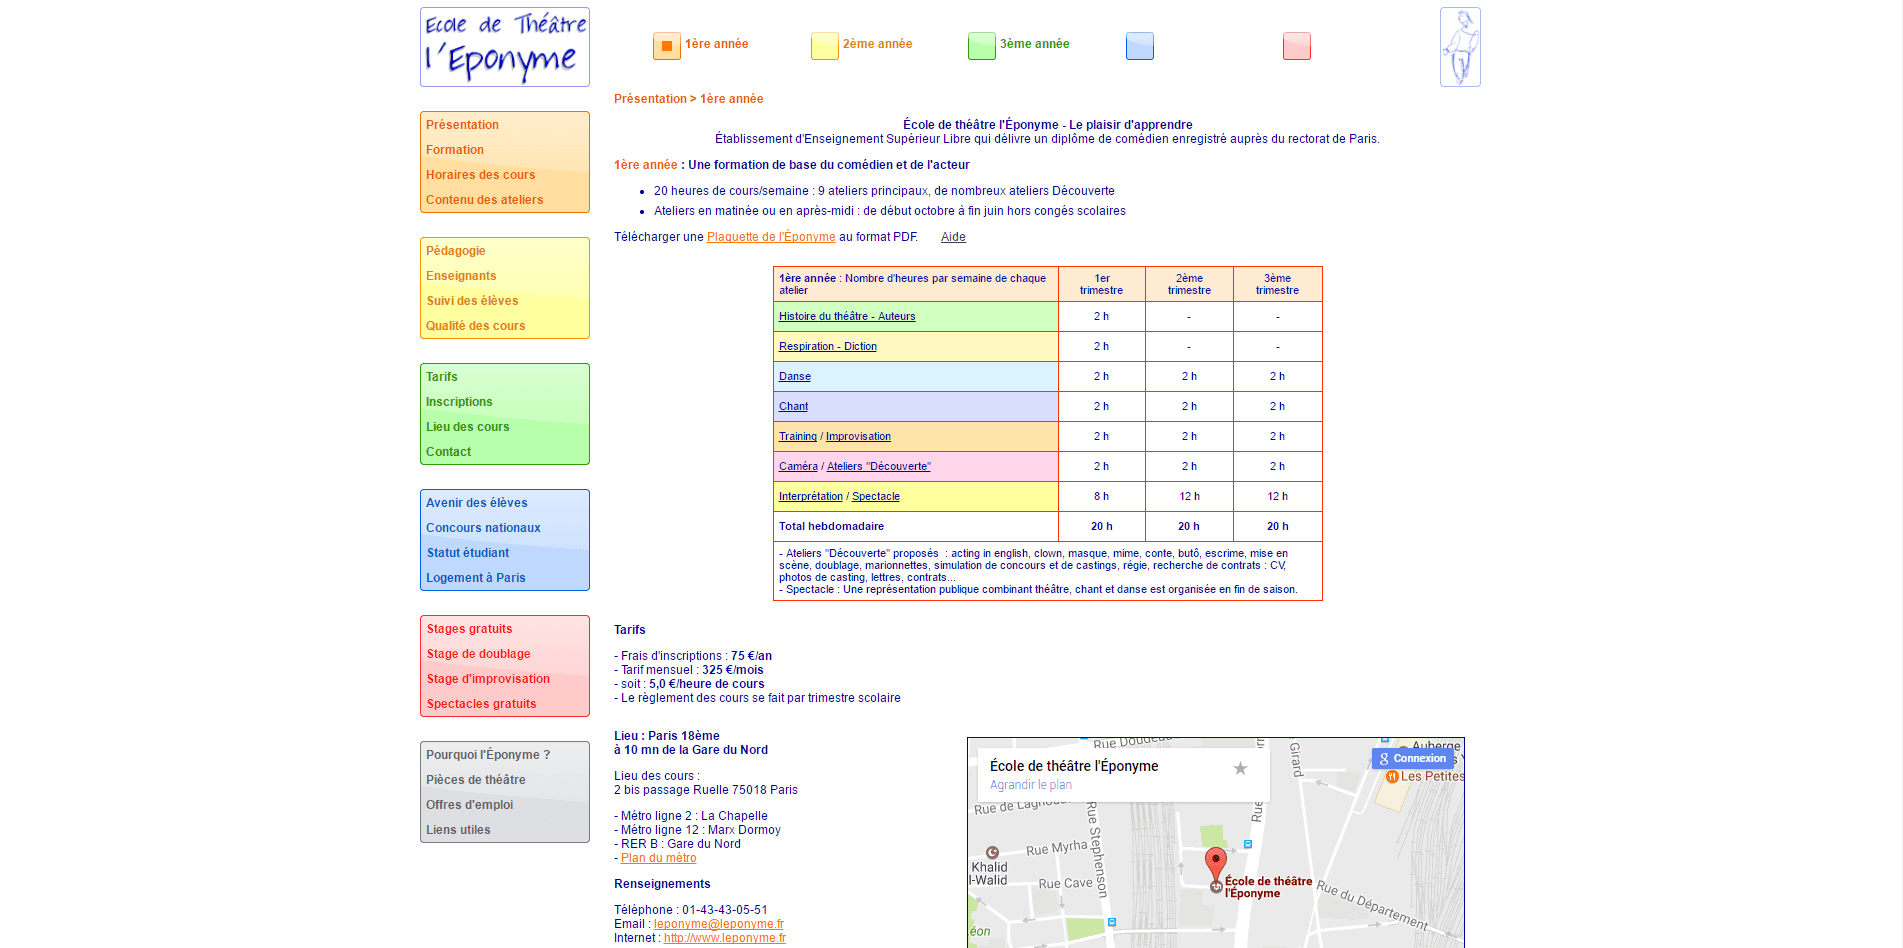 Ecole de Théâtre
l'Eponyme
1ère année
2ème année
3ème année
Présentation
Formation
Horaires des cours
Contenu des ateliers
Pédagogie
Enseignants
Suivi des élèves
Qualité des cours
Tarifs
Inscriptions
Lieu des cours
Contact
Avenir des élèves
Concours nationaux
Statut étudiant
Logement à Paris
Stages gratuits
Stage de doublage
Stage d'improvisation
Spectacles gratuits
Pourquoi l'Éponyme ?
Pièces de théâtre
Offres d'emploi
Liens utiles
Présentation > 1ère année
École de théâtre l'Éponyme - Le plaisir d'apprendre
Établissement d'Enseignement Supérieur Libre qui délivre un diplôme de comédien enregistré auprès du rectorat de Paris.
1ère année : Une formation de base du comédien et de l'acteur
• 20 heures de cours/semaine : 9 ateliers principaux, de nombreux ateliers Découverte
• Ateliers en matinée ou en après-midi : de début octobre à fin juin hors congés scolaires
Télécharger une Plaquette de l'Éponyme au format PDF. Aide
1ère année : Nombre d'heures par semaine de chaque
atelier
1er
trimestre
2ème
trimestre
3ème
trimestre
Histoire du théâtre - Auteurs 2 h - -
Respiration - Diction 2 h - -
Danse 2 h 2 h 2 h
Chant 2 h 2 h 2 h
Training / Improvisation 2 h 2 h 2 h
Caméra / Ateliers "Découverte" 2 h 2 h 2 h
Interprétation / Spectacle 8 h 12 h 12 h
Total hebdomadaire 20 h 20 h 20 h
- Ateliers "Découverte" proposés : acting in english, clown, masque, mime, conte, butô, escrime, mise en
scène, doublage, marionnettes, simulation de concours et de castings, régie, recherche de contrats : CV,
photos de casting, lettres, contrats...
- Spectacle : Une représentation publique combinant théâtre, chant et danse est organisée en fin de saison.
Tarifs
- Frais d'inscriptions : 75 €/an
- Tarif mensuel : 325 €/mois
- soit : 5,0 €/heure de cours
- Le règlement des cours se fait par trimestre scolaire
Lieu : Paris 18ème
à 10 mn de la Gare du Nord
Lieu des cours :
2 bis passage Ruelle 75018 Paris
- Métro ligne 2 : La Chapelle
- Métro ligne 12 : Marx Dormoy
- RER B : Gare du Nord
- Plan du métro
Renseignements
Téléphone : 01-43-43-05-51
Email : leponyme@leponyme.fr
Internet : http://www.leponyme.fr
Rue Doudeau
École de théâtre l'Éponyme
Agrandir le plan
Girard
Auberge
Connexion
Les Petites
Rue de Laghou
Rue Stephenson
Rue
Rue Myrha
Khalid
l-Walid
Rue Cave
École de théâtre
l'Éponyme
Rue du Département
éon